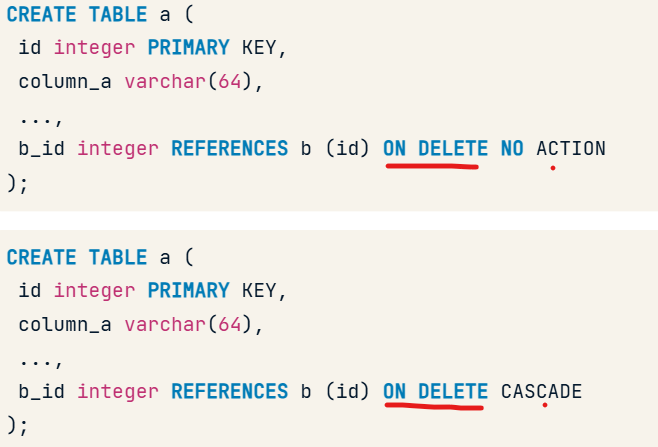 CREATE TABLE a (
id integer PRIMARY KEY,
column_a varchar(64),
...,
b_id integer REFERENCES b (id) ON DELETE NO ACTION
);
CREATE TABLE a (
id integer PRIMARY KEY,
column_a varchar(64),
...,
b_id integer REFERENCES b (id) ON DELETE CASCADE
);